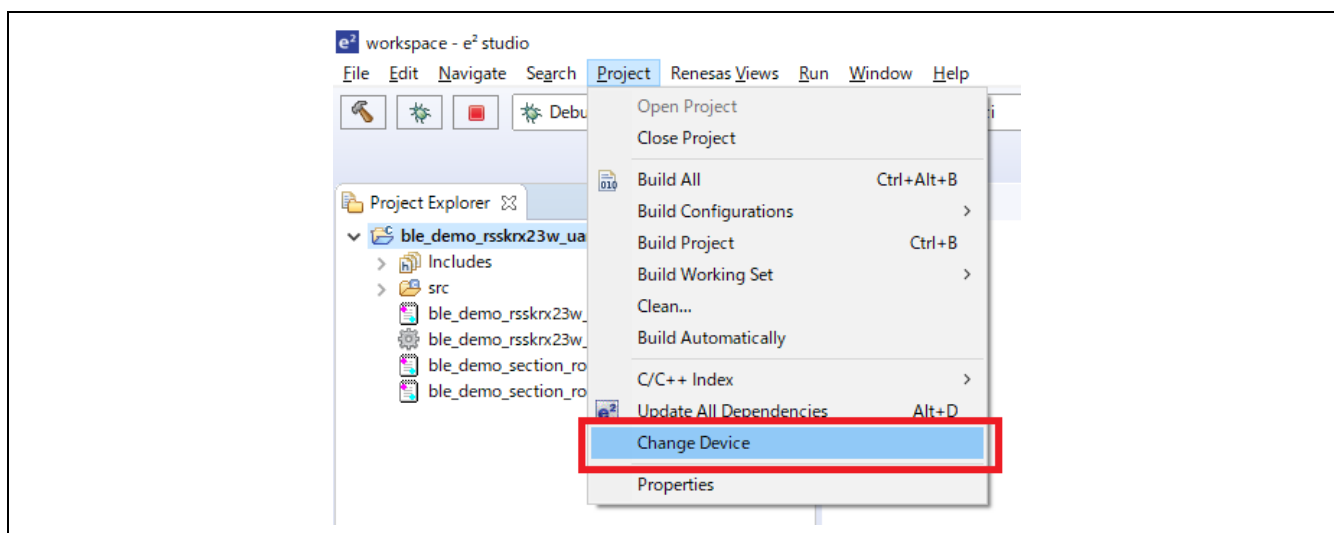 e² workspace - e² studio
File Edit Navigate Search Project Renesas Views Run Window Help
Debu
Open Project
Close Project
010 Build All Ctrl+Alt+B
Build Configurations >
Build Project Ctrl+B
Build Working Set >
Clean...
Build Automatically
C/C++ Index >
e² Update All Dependencies Alt+D
Change Device
Properties
Project Explorer
ble_demo_rsskrx23w_ua
Includes
src
ble_demo_rsskrx23w_
ble_demo_rsskrx23w_
ble_demo_section_ro
ble_demo_section_ro